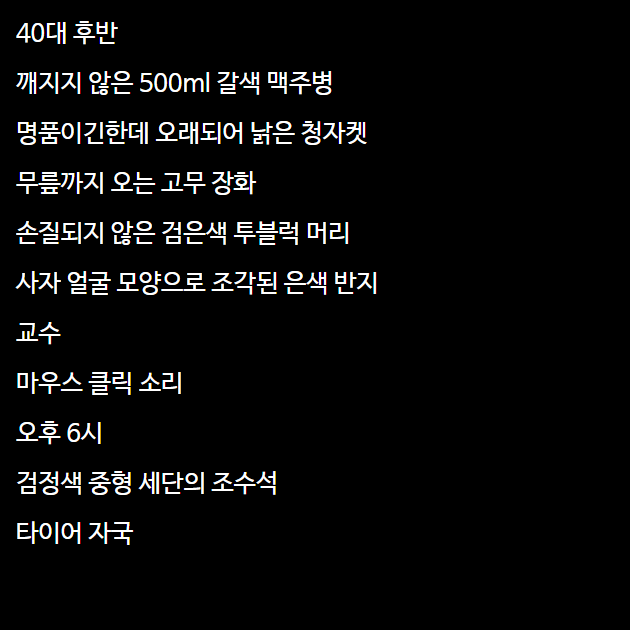 40대 후반
깨지지 않은 500ml 갈색 맥주병
명품이긴한데 오래되어 낡은 청자켓
무릎까지 오는 고무 장화
손질되지 않은 검은색 투블럭 머리
사자 얼굴 모양으로 조각된 은색 반지
교수
마우스 클릭 소리
오후 6시
검정색 중형 세단의 조수석
타이어 자국